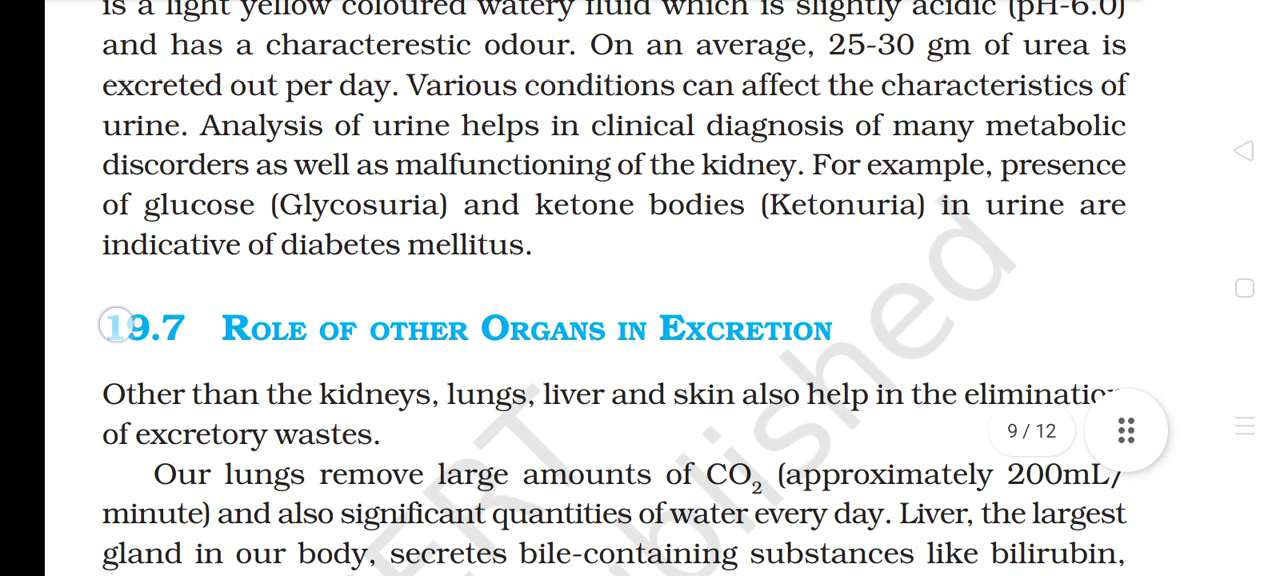 is a light yellow coloured watery fluid which is slightly acidic (pH-6.0)
and has a characterestic odour. On an average, 25-30 gm of urea is
excreted out per day. Various conditions can affect the characteristics of
urine. Analysis of urine helps in clinical diagnosis of many metabolic
discorders as well as malfunctioning of the kidney. For example, presence
of glucose (Glycosuria) and ketone bodies (Ketonuria) in urine are
indicative of diabetes mellitus.
19.7 ROLE OF OTHER ORGANS IN EXCRETION
Other than the kidneys, lungs, liver and skin also help in the elimination
of excretory wastes.
9 / 12
Our lungs remove large amounts of CO₂ (approximately 200mL/
minute) and also significant quantities of water every day. Liver, the largest
gland in our body, secretes bile-containing substances like bilirubin,